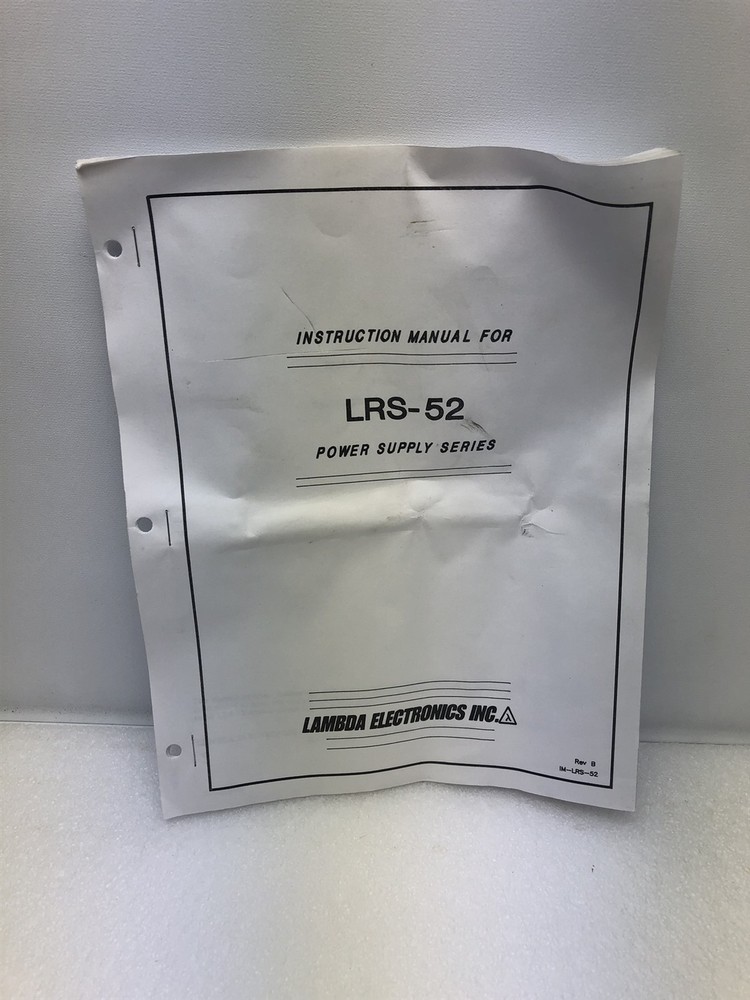 INSTRUCTION MANUAL FOR
LRS-52
POWER SUPPLY SERIES
LAMBDA ELECTRONICS INC.
Rev B
IM-LRS-52